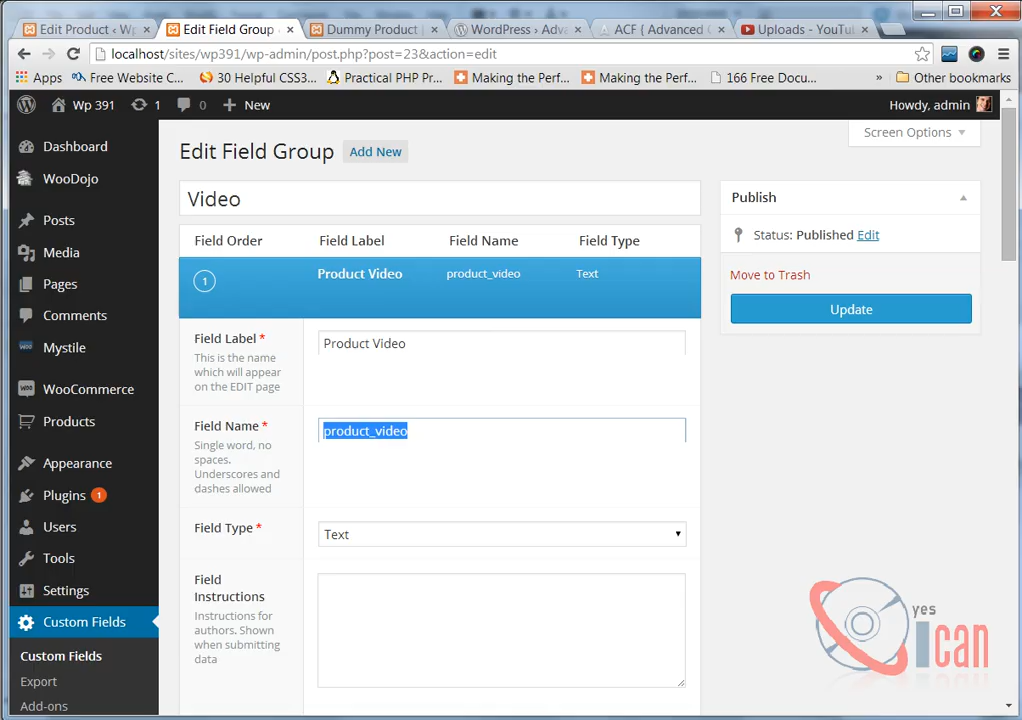 Edit Product ‹ W
Edit Field Group
Dummy Product
WordPress › Adva
ACF ( Advanced C
Uploads - YouTu
localhost/sites/wp391/wp-admin/post.php?post=23&action=edit
Apps
Free Website C...
30 Helpful CSS3...
Practical PHP Pr...
Making the Perf...
Making the Perf...
166 Free Docu...
»
Other bookmarks
Wp 391
1
0
New
Howdy, admin
Dashboard
WooDojo
Posts
Media
Pages
Comments
Mystile
WooCommerce
Products
Appearance
Plugins 1
Users
Tools
Settings
Custom Fields
Custom Fields
Export
Add-ons
Screen Options
Edit Field Group
Add New
Video
Field Order
Field Label
Field Name
Field Type
1
Product Video
product_video
Text
Field Label *
This is the name
which will appear
on the EDIT page
Product Video
Field Name *
Single word, no
spaces.
Underscores and
dashes allowed
product_video
Field Type *
Text
Field
Instructions
Instructions for
authors. Shown
when submitting
data
Publish
Status: Published Edit
Move to Trash
Update
yes
I can